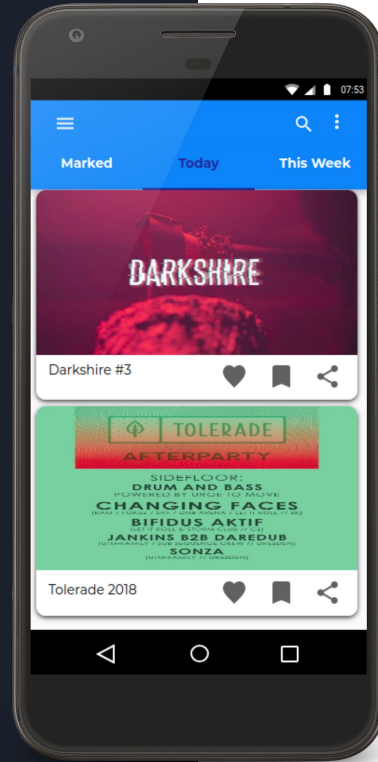 07:53
Marked Today This Week
DARKSHIRE
Darkshire #3
TOLERADE
AFTERPARTY
SIDEFLOOR:
DRUM AND BASS
POWERED BY URGE TO MOVE
CHANGING FACES
BIFIDUS AKTIF
JANKINS B2B DAREDUB
SONZA
Tolerade 2018